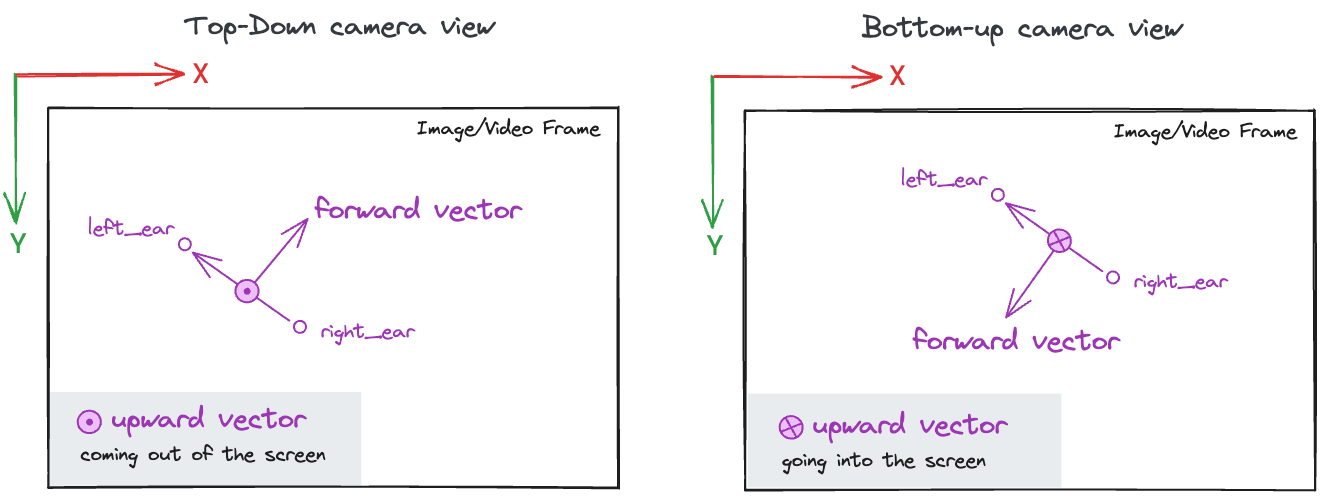 Top-Down camera view
X
Y
Image/Video Frame
forward vector
left_ear
right_ear
upward vector
coming out of the screen
Bottom-up camera view
X
Y
Image/Video Frame
left_ear
right_ear
forward vector
upward vector
going into the screen